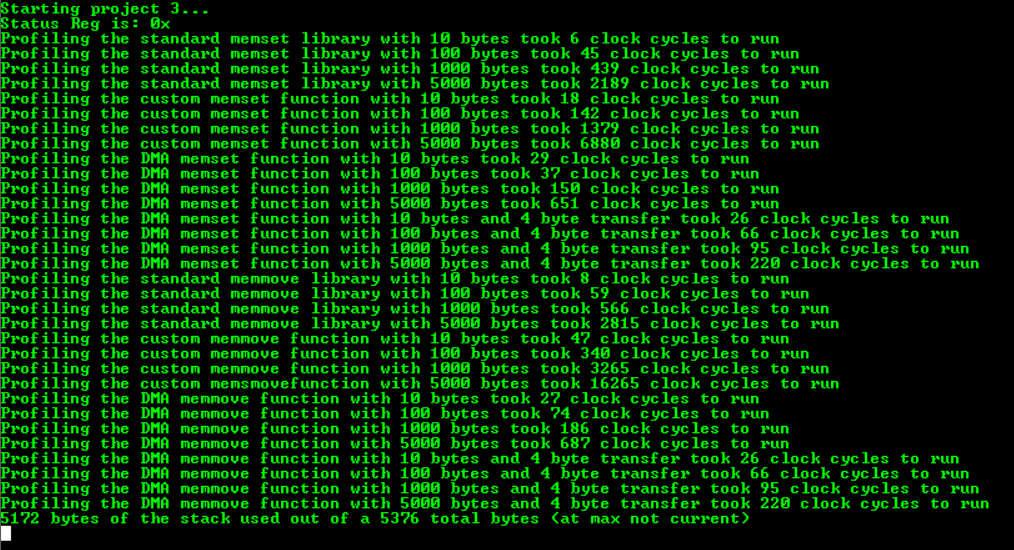 Starting project 3...
Status Reg is: 0x
Profiling the standard memset library with 10 bytes took 6 clock cycles to run
Profiling the standard memset library with 100 bytes took 45 clock cycles to run
Profiling the standard memset library with 1000 bytes took 439 clock cycles to run
Profiling the standard memset library with 5000 bytes took 2189 clock cycles to run
Profiling the custom memset function with 10 bytes took 18 clock cycles to run
Profiling the custom memset function with 100 bytes took 142 clock cycles to run
Profiling the custom memset function with 1000 bytes took 1379 clock cycles to run
Profiling the custom memset function with 5000 bytes took 6880 clock cycles to run
Profiling the DMA memset function with 10 bytes took 29 clock cycles to run
Profiling the DMA memset function with 100 bytes took 37 clock cycles to run
Profiling the DMA memset function with 1000 bytes took 150 clock cycles to run
Profiling the DMA memset function with 5000 bytes took 651 clock cycles to run
Profiling the DMA memset function with 10 bytes and 4 byte transfer took 26 clock cycles to run
Profiling the DMA memset function with 100 bytes and 4 byte transfer took 66 clock cycles to run
Profiling the DMA memset function with 1000 bytes and 4 byte transfer took 95 clock cycles to run
Profiling the DMA memset function with 5000 bytes and 4 byte transfer took 220 clock cycles to run
Profiling the standard memmove library with 10 bytes took 8 clock cycles to run
Profiling the standard memmove library with 100 bytes took 59 clock cycles to run
Profiling the standard memmove library with 1000 bytes took 566 clock cycles to run
Profiling the standard memmove library with 5000 bytes took 2815 clock cycles to run
Profiling the custom memmove function with 10 bytes took 47 clock cycles to run
Profiling the custom memmove function with 100 bytes took 340 clock cycles to run
Profiling the custom memmove function with 1000 bytes took 3265 clock cycles to run
Profiling the custom memsmovefunction with 5000 bytes took 16265 clock cycles to run
Profiling the DMA memmove function with 10 bytes took 27 clock cycles to run
Profiling the DMA memmove function with 100 bytes took 74 clock cycles to run
Profiling the DMA memmove function with 1000 bytes took 186 clock cycles to run
Profiling the DMA memmove function with 5000 bytes took 687 clock cycles to run
Profiling the DMA memmove function with 10 bytes and 4 byte transfer took 26 clock cycles to run
Profiling the DMA memmove function with 100 bytes and 4 byte transfer took 66 clock cycles to run
Profiling the DMA memmove function with 1000 bytes and 4 byte transfer took 95 clock cycles to run
Profiling the DMA memmove function with 5000 bytes and 4 byte transfer took 220 clock cycles to run
5172 bytes of the stack used out of a 5376 total bytes (at max not current)